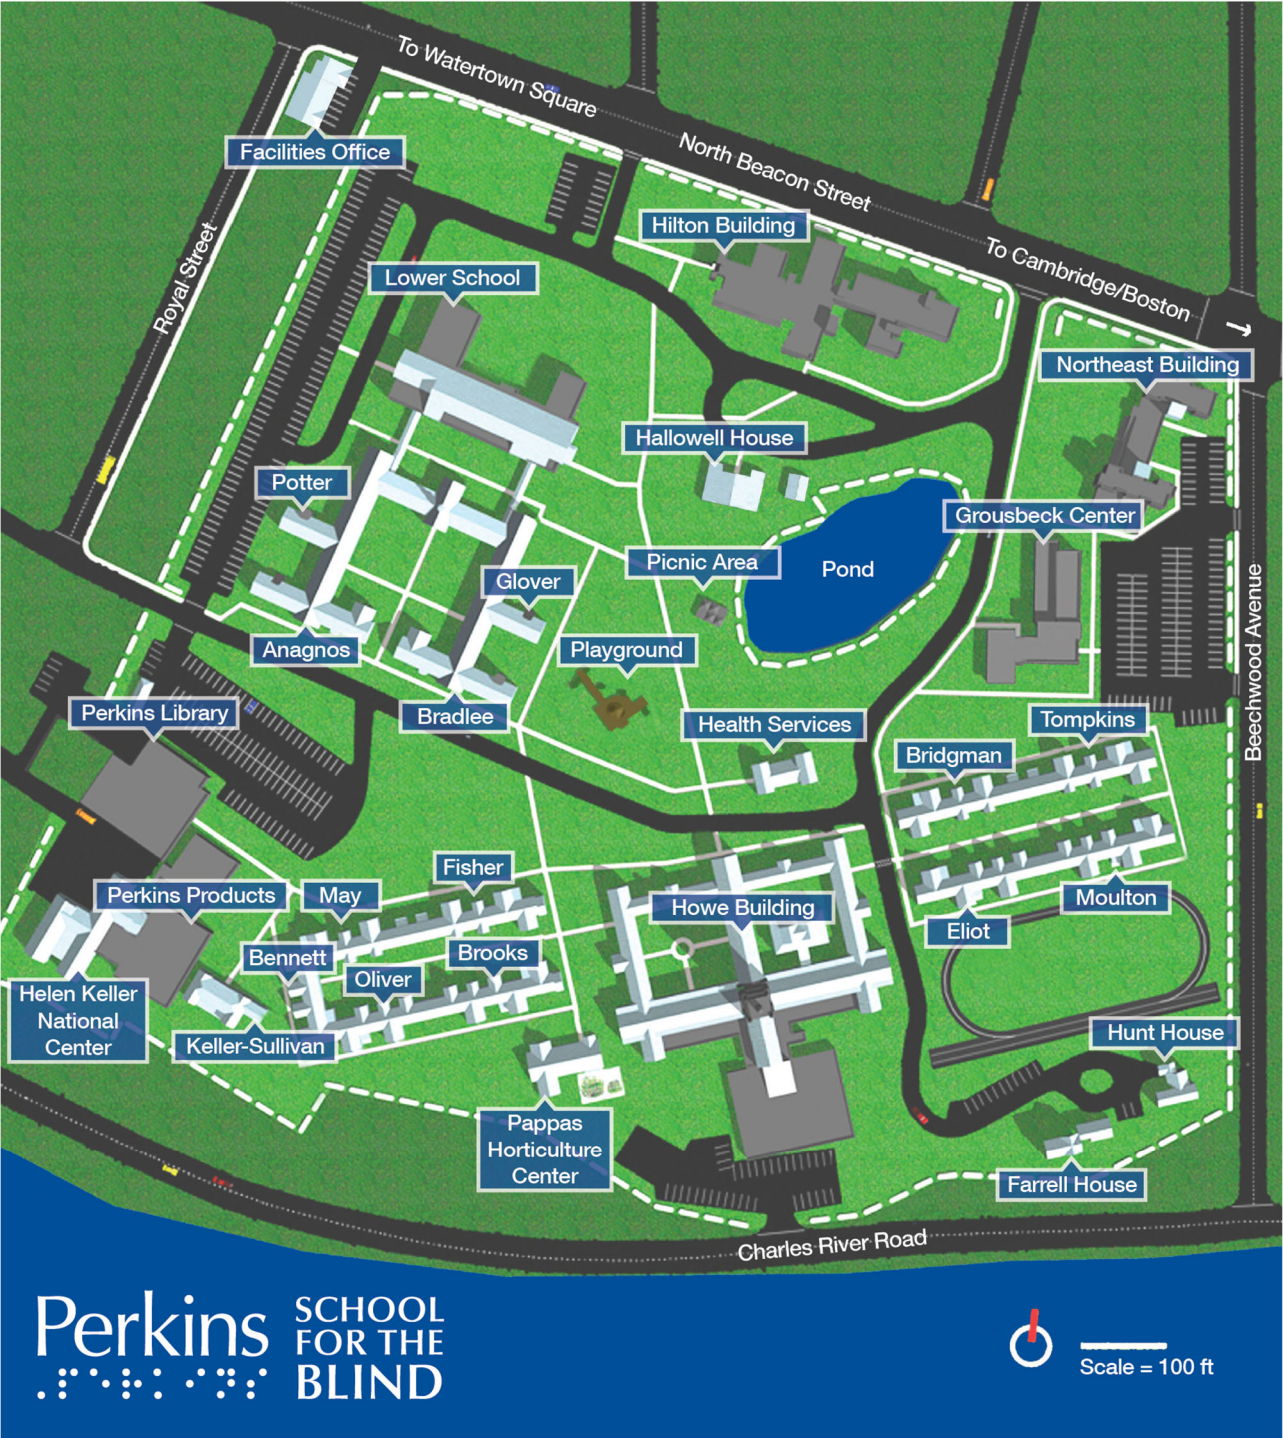 To Watertown Square
North Beacon Street
To Cambridge/Boston
Facilities Office
Royal Street
Hilton Building
Lower School
Northeast Building
Hallowell House
Potter
Grousbeck Center
Picnic Area
Pond
Glover
Anagnos
Playground
Beechwood Avenue
Perkins Library
Bradlee
Health Services
Tompkins
Bridgman
Fisher
Perkins Products
May
Howe Building
Moulton
Eliot
Bennett
Brooks
Oliver
Helen Keller
National
Center
Keller-Sullivan
Hunt House
Pappas
Horticulture
Center
Farrell House
Charles River Road
Perkins
SCHOOL
FOR THE
BLIND
⠠⠏⠑⠗⠅⠊⠝⠎
Scale = 100 ft